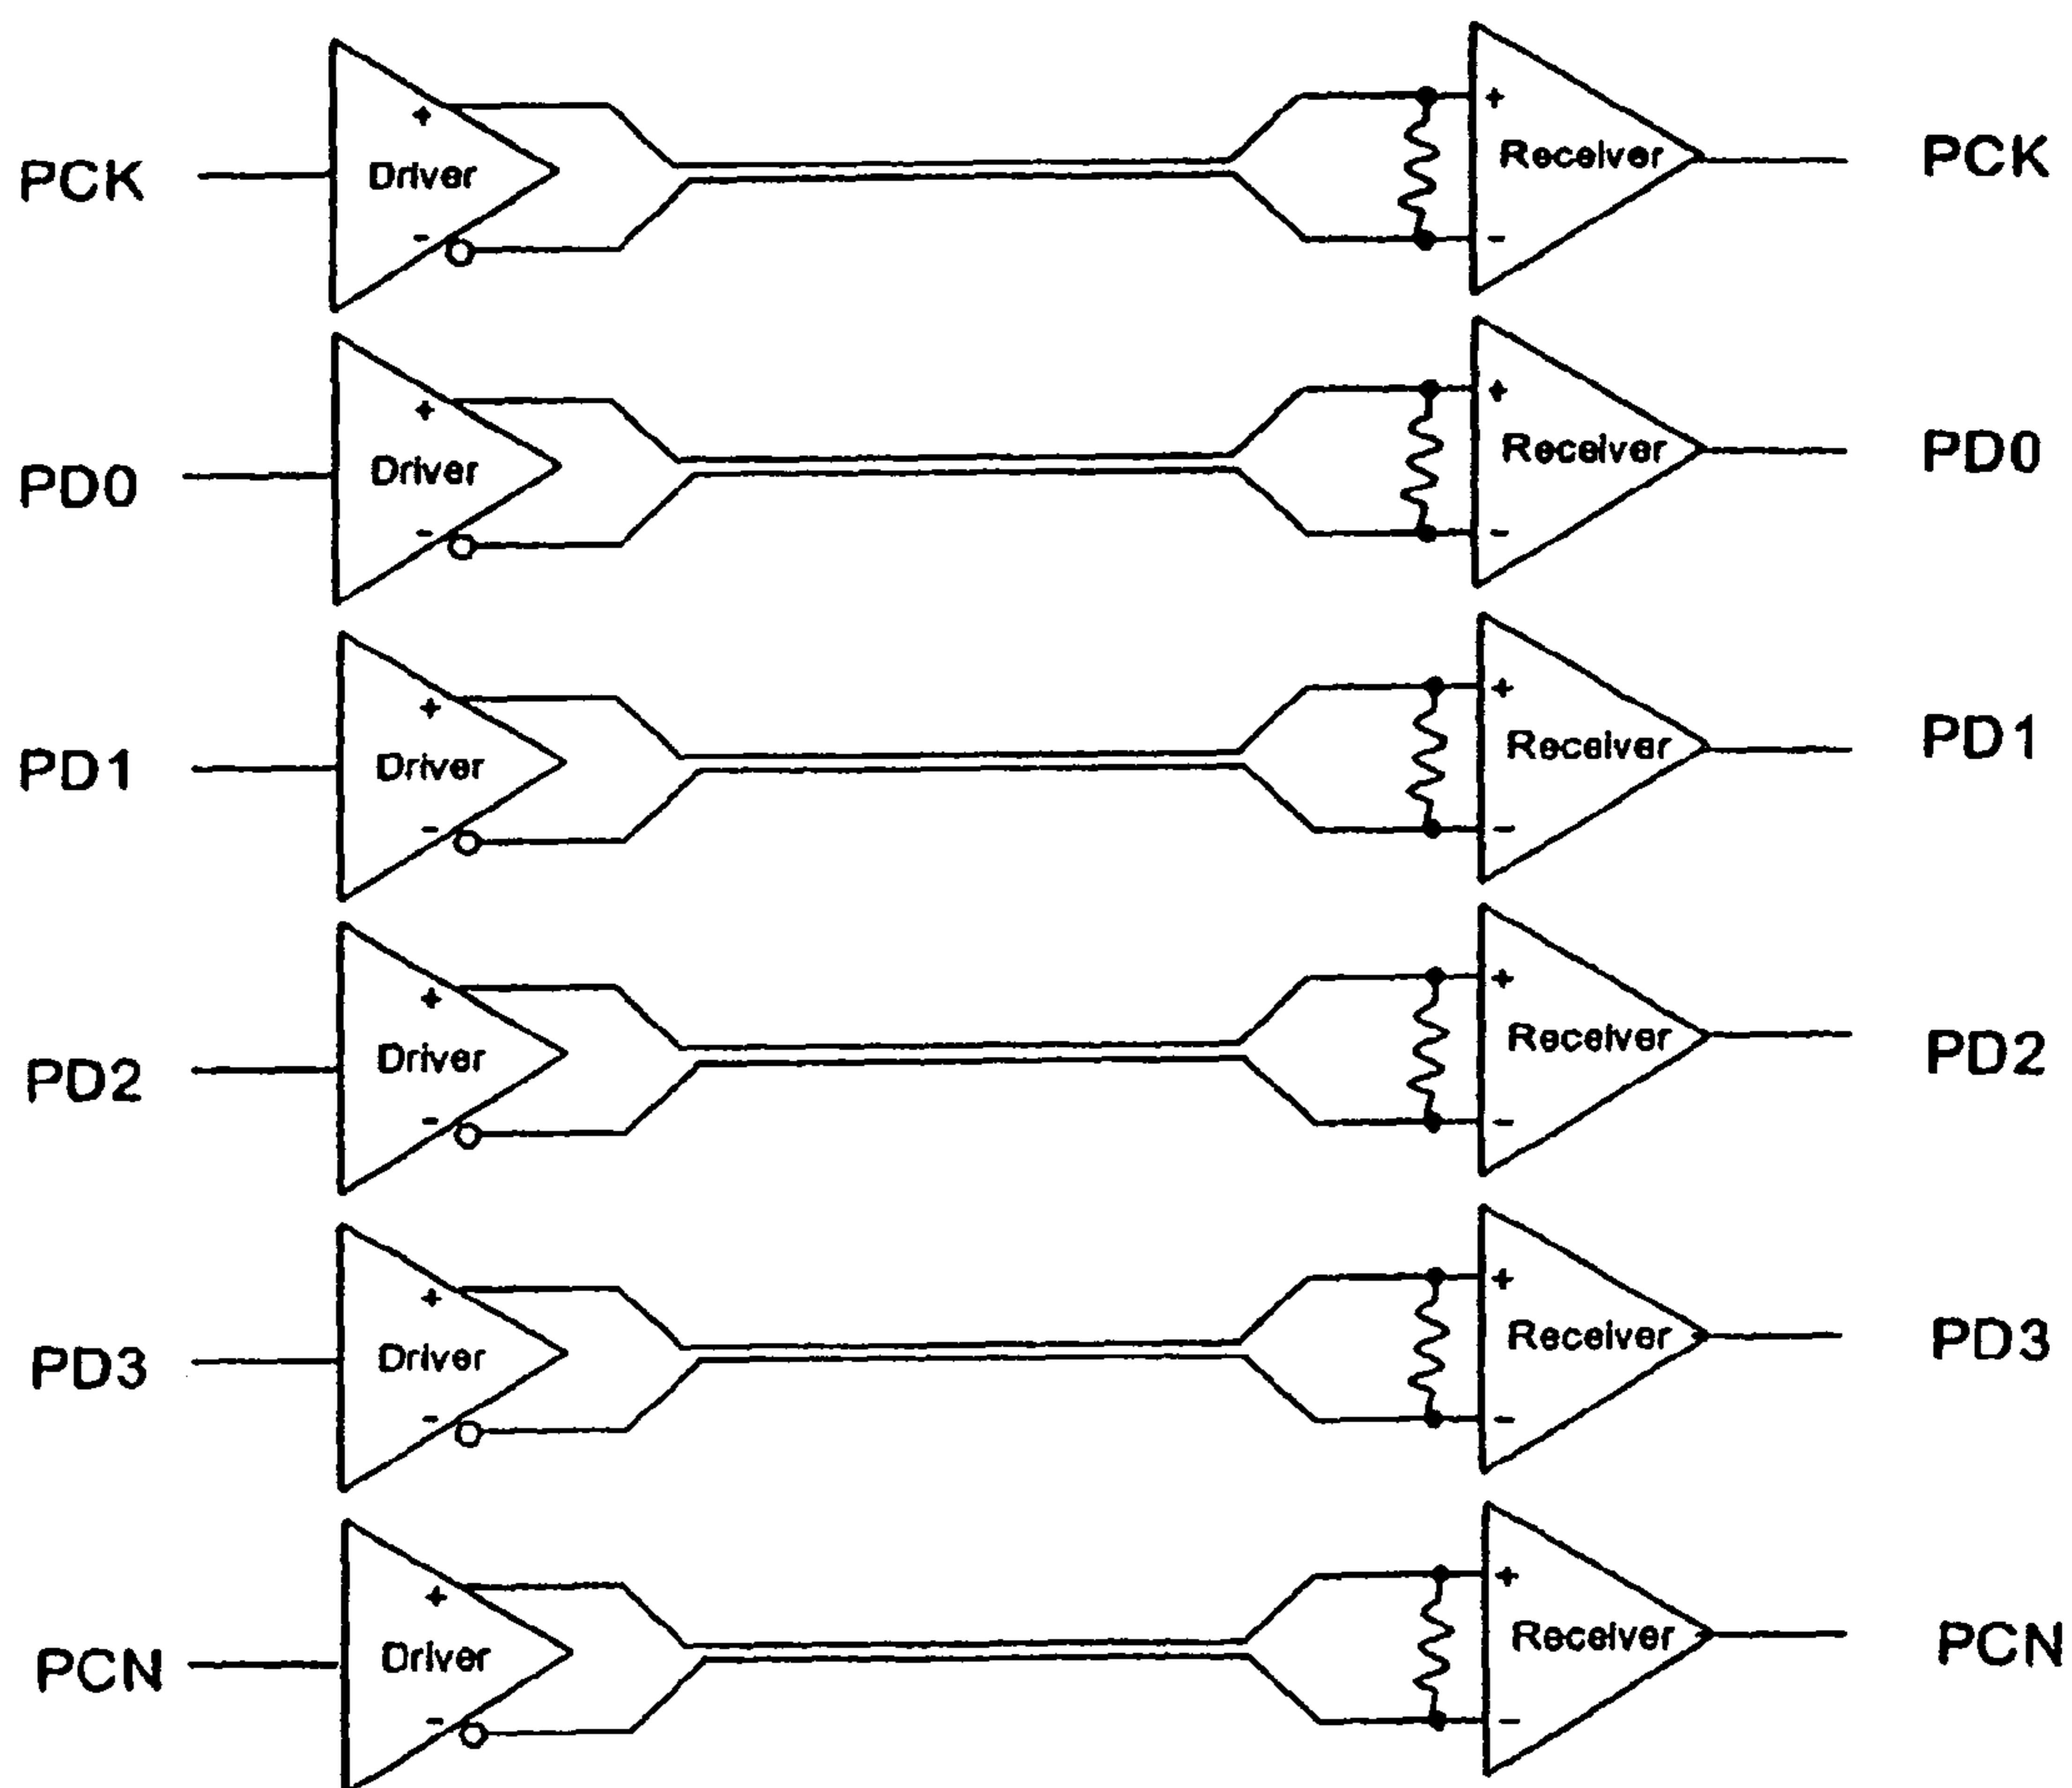 PCK + Driver - + Receiver - PCK
PD0 + Driver - + Receiver - PD0
PD1 + Driver - + Receiver - PD1
PD2 + Driver - + Receiver - PD2
PD3 + Driver - + Receiver - PD3
PCN + Driver - + Receiver - PCN